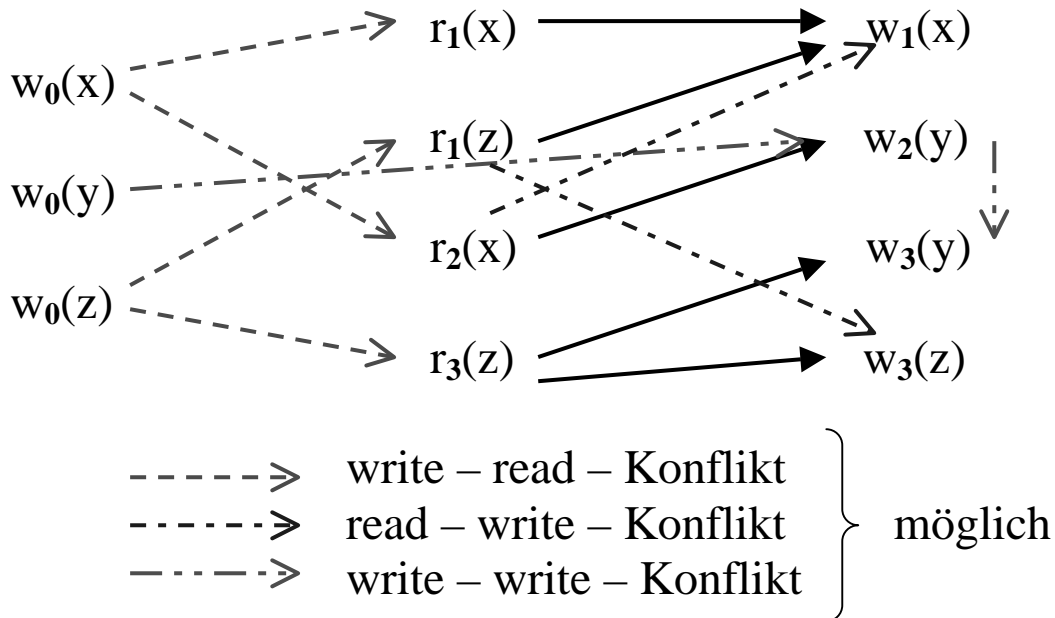 r1(x) w1(x)
w0(x)
r1(z) w2(y)
w0(y)
r2(x) w3(y)
w0(z)
r3(z) w3(z)
write – read – Konflikt
read – write – Konflikt möglich
write – write – Konflikt